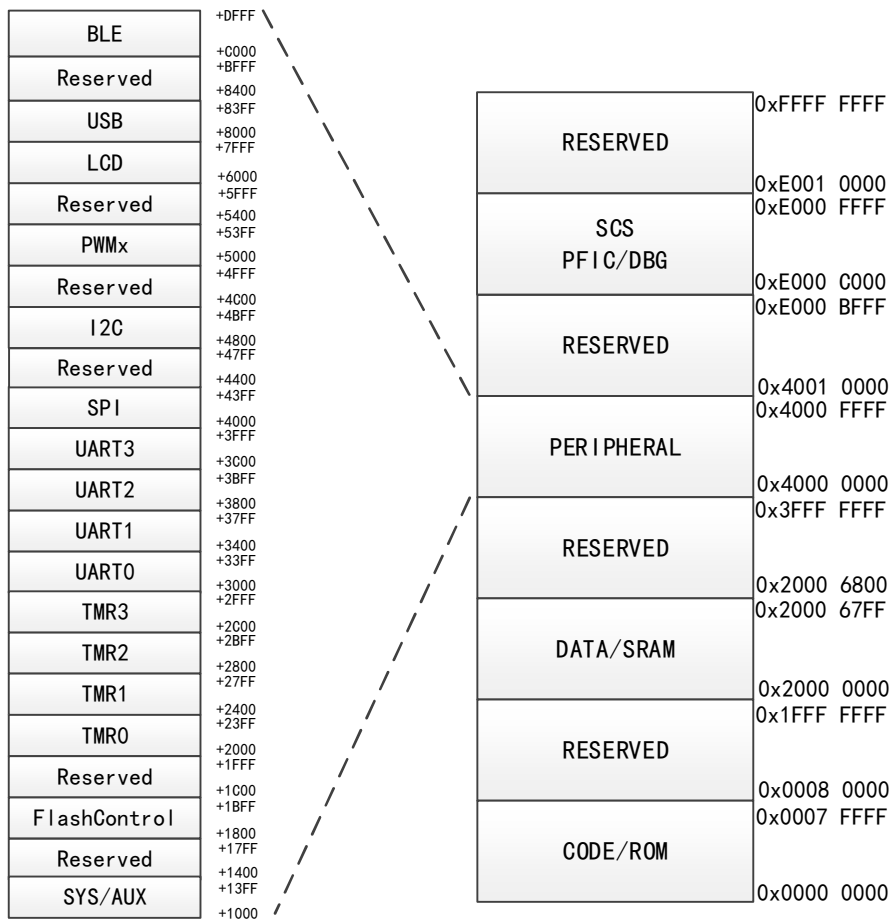 +DFFF
BLE
+C000
+BFFF
Reserved
+8400
+83FF
USB
+8000
+7FFF
LCD
+6000
+5FFF
Reserved
+5400
+53FF
PWMx
+5000
+4FFF
Reserved
+4C00
+4BFF
I2C
+4800
+47FF
Reserved
+4400
+43FF
SPI
+4000
+3FFF
UART3
+3C00
+3BFF
UART2
+3800
+37FF
UART1
+3400
+33FF
UART0
+3000
+2FFF
TMR3
+2C00
+2BFF
TMR2
+2800
+27FF
TMR1
+2400
+23FF
TMR0
+2000
+1FFF
Reserved
+1C00
+1BFF
FlashControl
+1800
+17FF
Reserved
+1400
+13FF
SYS/AUX
+1000
0xFFFF FFFF
RESERVED
0xE001 0000
0xE000 FFFF
SCS
PFIC/DBG
0xE000 C000
0xE000 BFFF
RESERVED
0x4001 0000
0x4000 FFFF
PERIPHERAL
0x4000 0000
0x3FFF FFFF
RESERVED
0x2000 6800
0x2000 67FF
DATA/SRAM
0x2000 0000
0x1FFF FFFF
RESERVED
0x0008 0000
0x0007 FFFF
CODE/ROM
0x0000 0000